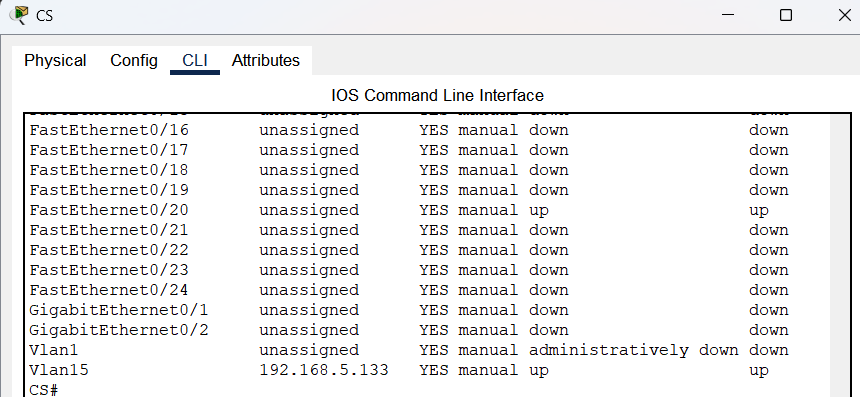 CS
Physical Config CLI Attributes
IOS Command Line Interface
FastEthernet0/16 unassigned YES manual down down
FastEthernet0/17 unassigned YES manual down down
FastEthernet0/18 unassigned YES manual down down
FastEthernet0/19 unassigned YES manual down down
FastEthernet0/20 unassigned YES manual up up
FastEthernet0/21 unassigned YES manual down down
FastEthernet0/22 unassigned YES manual down down
FastEthernet0/23 unassigned YES manual down down
FastEthernet0/24 unassigned YES manual down down
GigabitEthernet0/1 unassigned YES manual down down
GigabitEthernet0/2 unassigned YES manual down down
Vlan1 unassigned YES manual administratively down down
Vlan15 192.168.5.133 YES manual up up
CS#